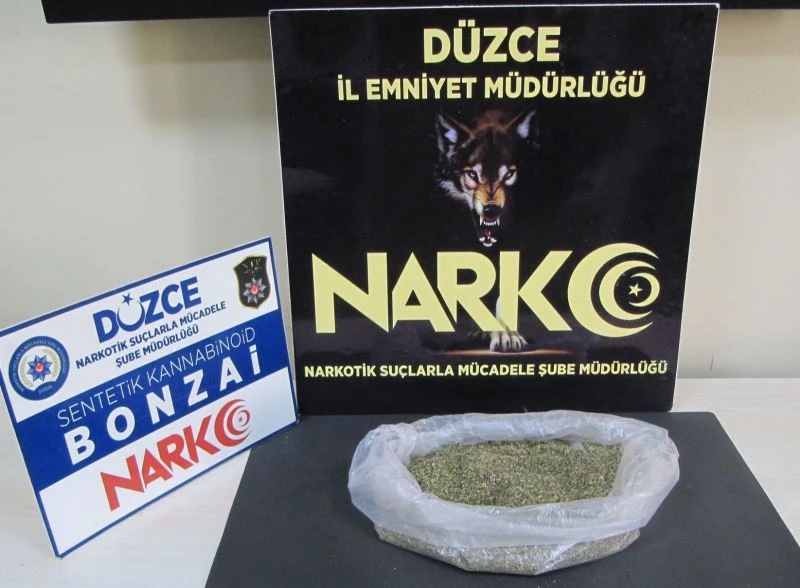 DÜZCE
İL EMNİYET MÜDÜRLÜĞÜ
NARKO
NARKOTİK SUÇLARLA MÜCADELE ŞUBE MÜDÜRLÜĞÜ
DÜZCE
NARKOTİK SUÇLARLA MÜCADELE
ŞUBE MÜDÜRLÜĞÜ
SENTETİK KANNABİNOİD
BONZAİ
NARKO